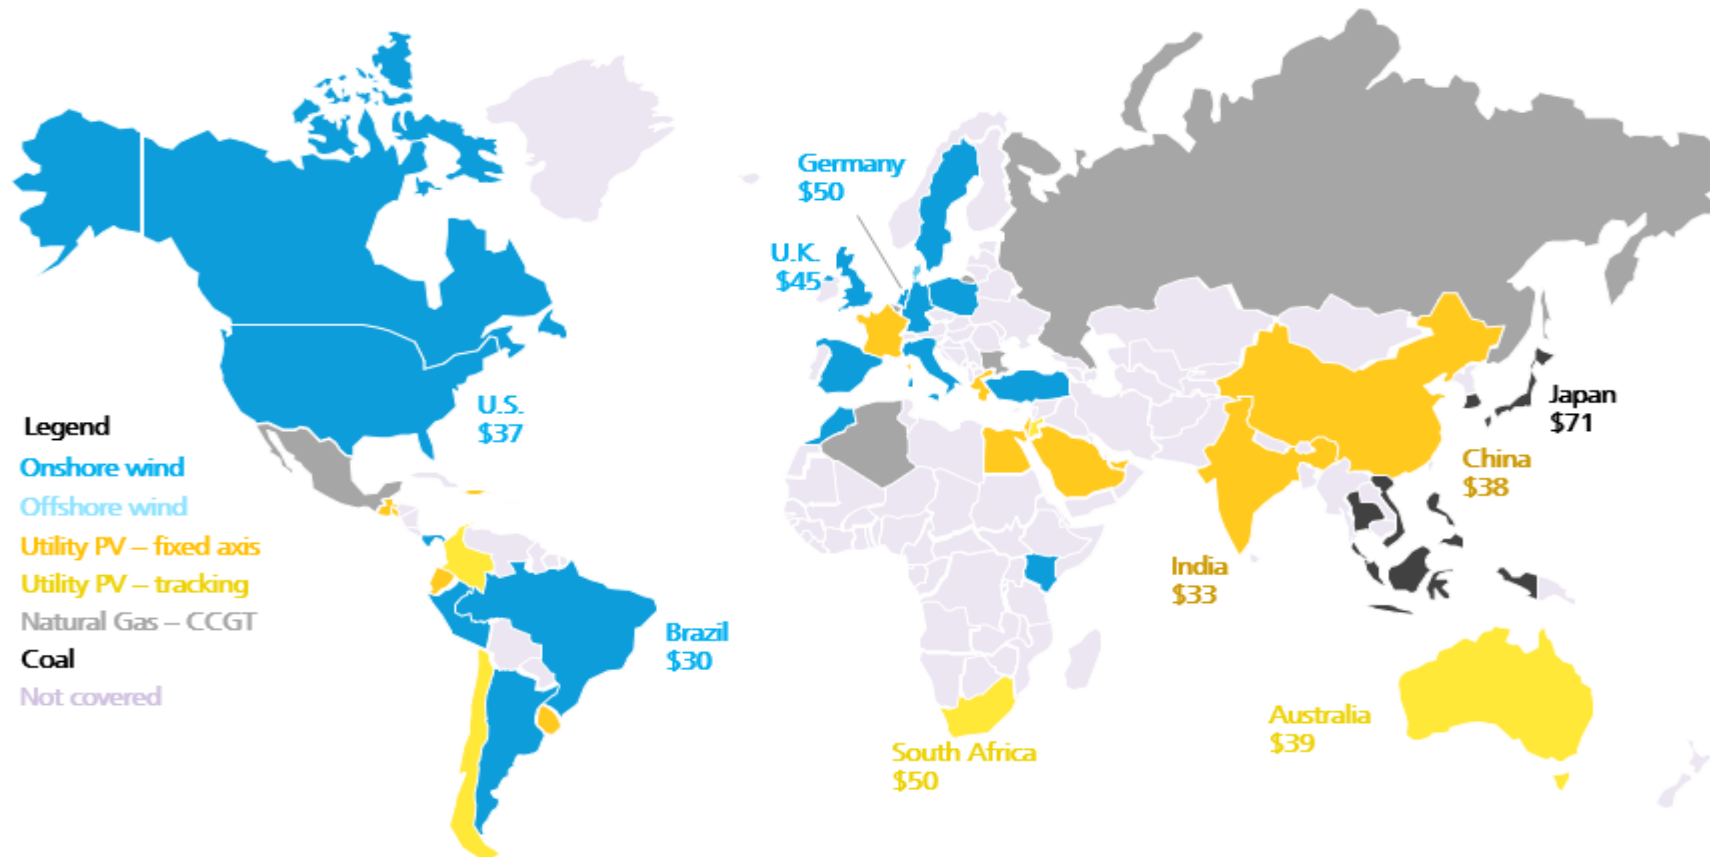 Germany
$50
U.K.
$45
U.S.
$37
Japan
$71
China
$38
India
$33
Brazil
$30
Australia
$39
South Africa
$50
Legend
Onshore wind
Offshore wind
Utility PV – fixed axis
Utility PV – tracking
Natural Gas – CCGT
Coal
Not covered